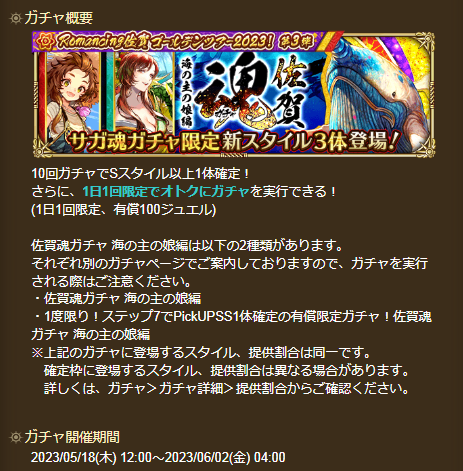 ガチャ概要
Romancing佐賀ゴールデンツアー2023! 第3弾
海の主の娘編
佐賀
魂
ガチャ
サガ魂ガチャ限定新スタイル3体登場!
10回ガチャでSスタイル以上1体確定!
さらに、1日1回限定でオトクにガチャを実行できる!
(1日1回限定、有償100ジュエル)
佐賀魂ガチャ 海の主の娘編は以下の2種類があります。
それぞれ別のガチャページでご案内しておりますので、ガチャを実行
される際はご注意ください。
・佐賀魂ガチャ 海の主の娘編
・1度限り!ステップ7でPickUPSS1体確定の有償限定ガチャ!佐賀魂
ガチャ 海の主の娘編
※上記のガチャに登場するスタイル、提供割合は同一です。
確定枠に登場するスタイル、提供割合は異なる場合があります。
詳しくは、ガチャ>ガチャ詳細>提供割合からご確認ください。
ガチャ開催期間
2023/05/18(木) 12:00~2023/06/02(金) 04:00